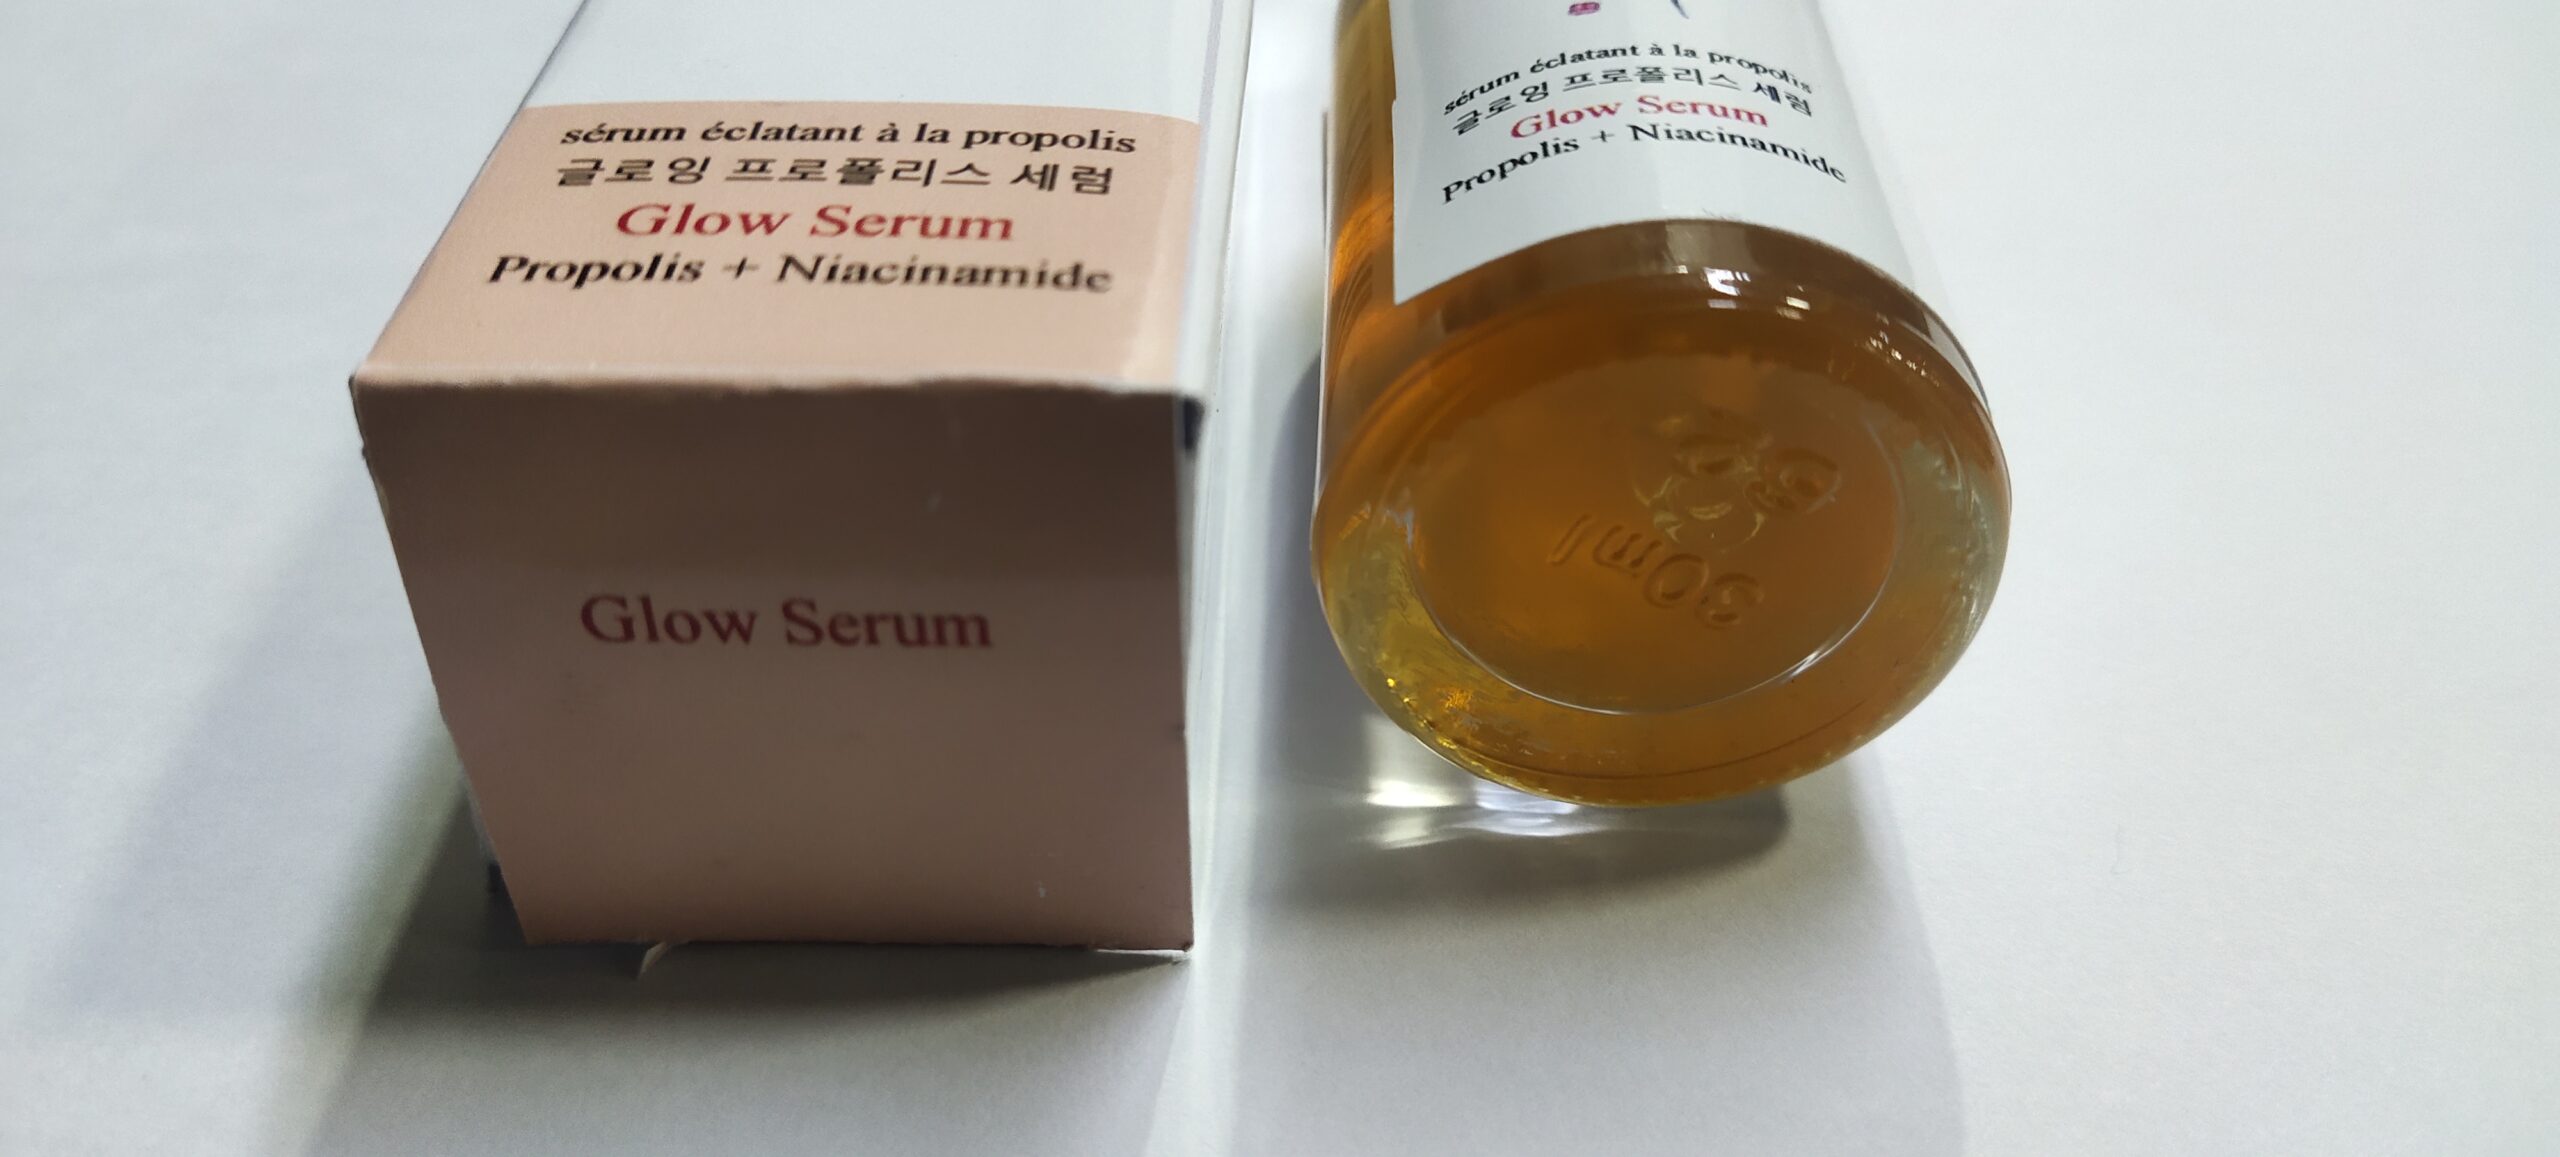 sérum éclatant à la propolis
글로잉 프로폴리스 세럼
Glow Serum
Propolis + Niacinamide
Glow Serum
sérum éclatant à la propolis
글로잉 프로폴리스 세럼
Glow Serum
Propolis + Niacinamide
30ml